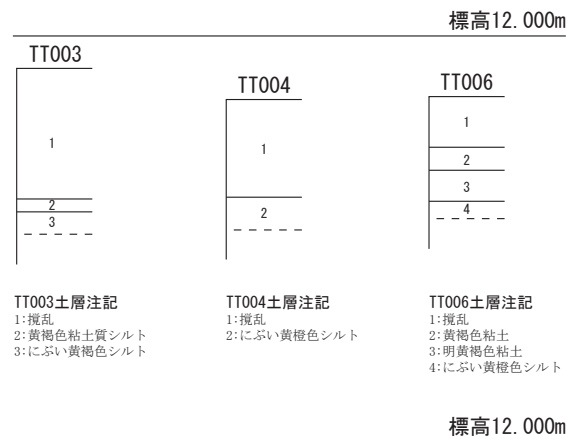 標高12.000m
TT003
TT004
TT006
1
2
3
1
2
1
2
3
4
TT003土層注記
1:撹乱
2:黄褐色粘土質シルト
3:にぶい黄褐色シルト
TT004土層注記
1:撹乱
2:にぶい黄橙色シルト
TT006土層注記
1:撹乱
2:黄褐色粘土
3:明黄褐色粘土
4:にぶい黄橙色シルト
標高12.000m